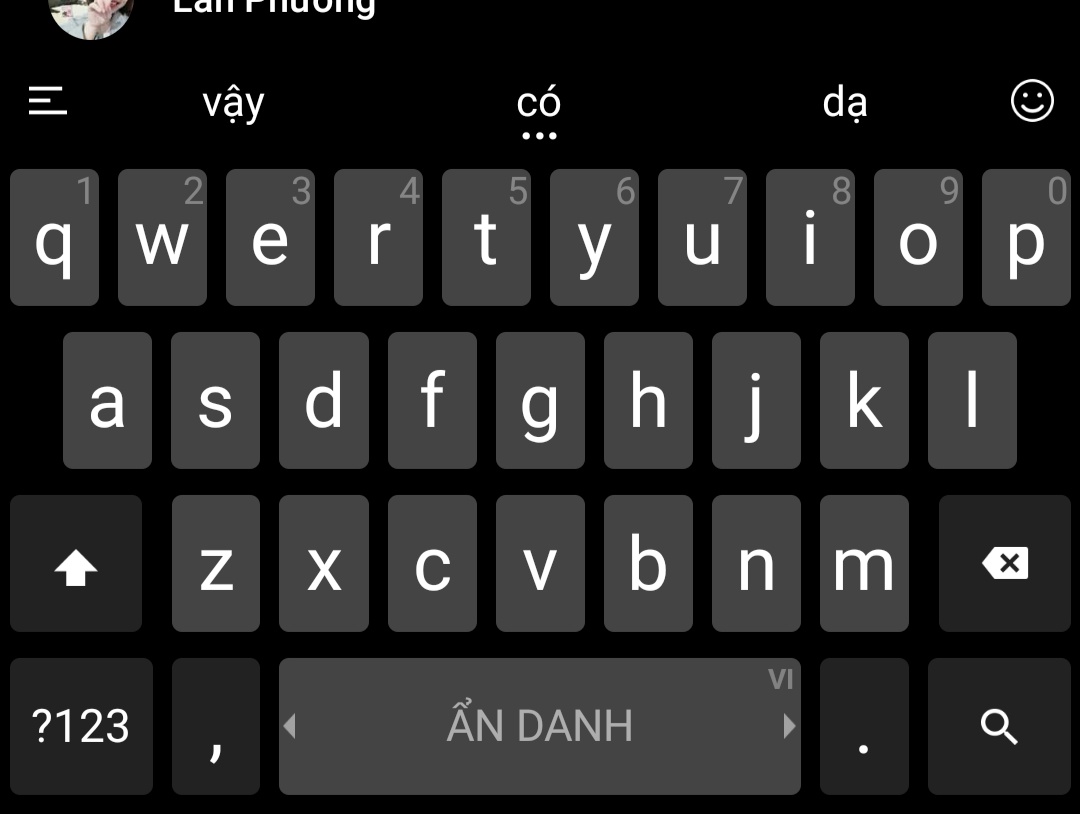 Lan Phương
vậy có dạ
1 2 3 4 5 6 7 8 9 0
q w e r t y u i o p
a s d f g h j k l
z x c v b n m
VI
?123 , ẨN DANH .